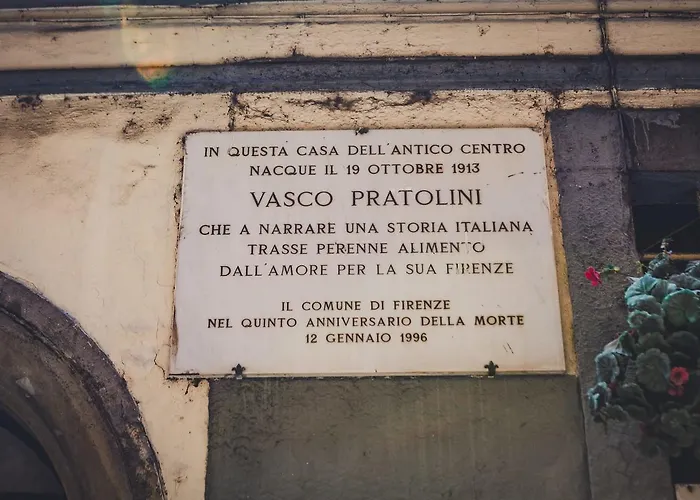 IN QUESTA CASA DELL'ANTICO CENTRO
NACQUE IL 19 OTTOBRE 1913
VASCO PRATOLINI
CHE A NARRARE UNA STORIA ITALIANA
TRASSE PERENNE ALIMENTO
DALL'AMORE PER LA SUA FIRENZE
IL COMUNE DI FIRENZE
NEL QUINTO ANNIVERSARIO DELLA MORTE
12 GENNAIO 1996